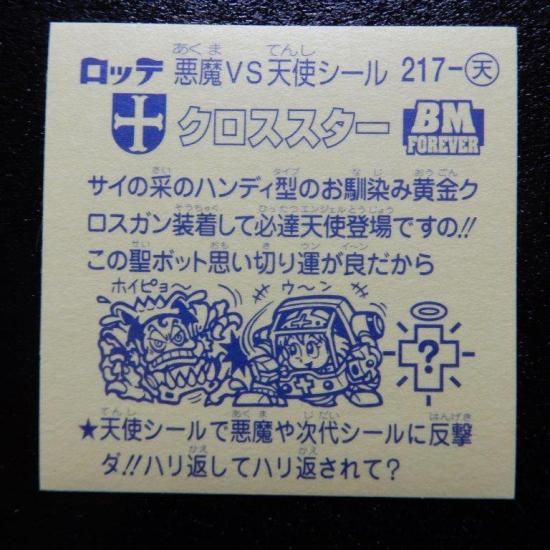 ロッテ 悪魔VS天使シール 217-天
クロススター BM FOREVER
サイの采のハンディ型のお馴染み黄金ク
ロスガン装着して必達天使登場ですの!!
この聖ボット思い切り運が良だから
ホイピョ〜 ウ〜ン
?
★天使シールで悪魔や次代シールに反撃
ダ!!ハリ返してハリ返されて?